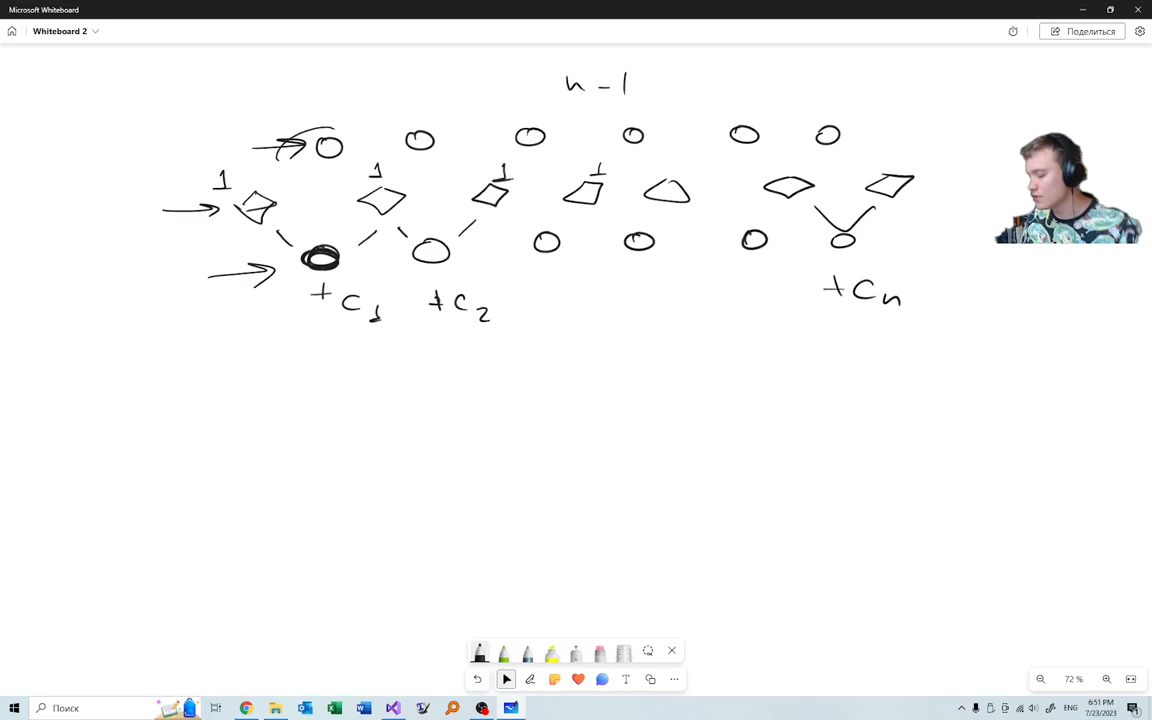 Microsoft Whiteboard
Whiteboard 2
Поделиться
n - 1
1 1 1 1
+ c1 + c2 + cn
72 %
Поиск
ENG
6:51 PM
7/23/2023